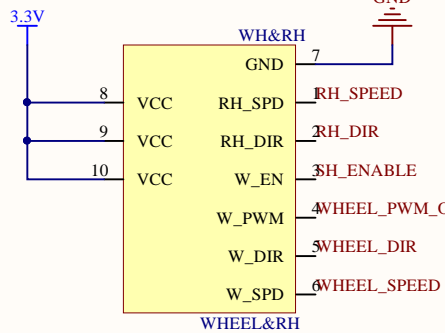 GND
3.3V
WH&RH
GND 7
8 VCC RH_SPD 1 RH_SPEED
9 VCC RH_DIR 2 RH_DIR
10 VCC W_EN 3 SH_ENABLE
W_PWM 4 WHEEL_PWM_
W_DIR 5 WHEEL_DIR
W_SPD 6 WHEEL_SPEED
WHEEL&RH